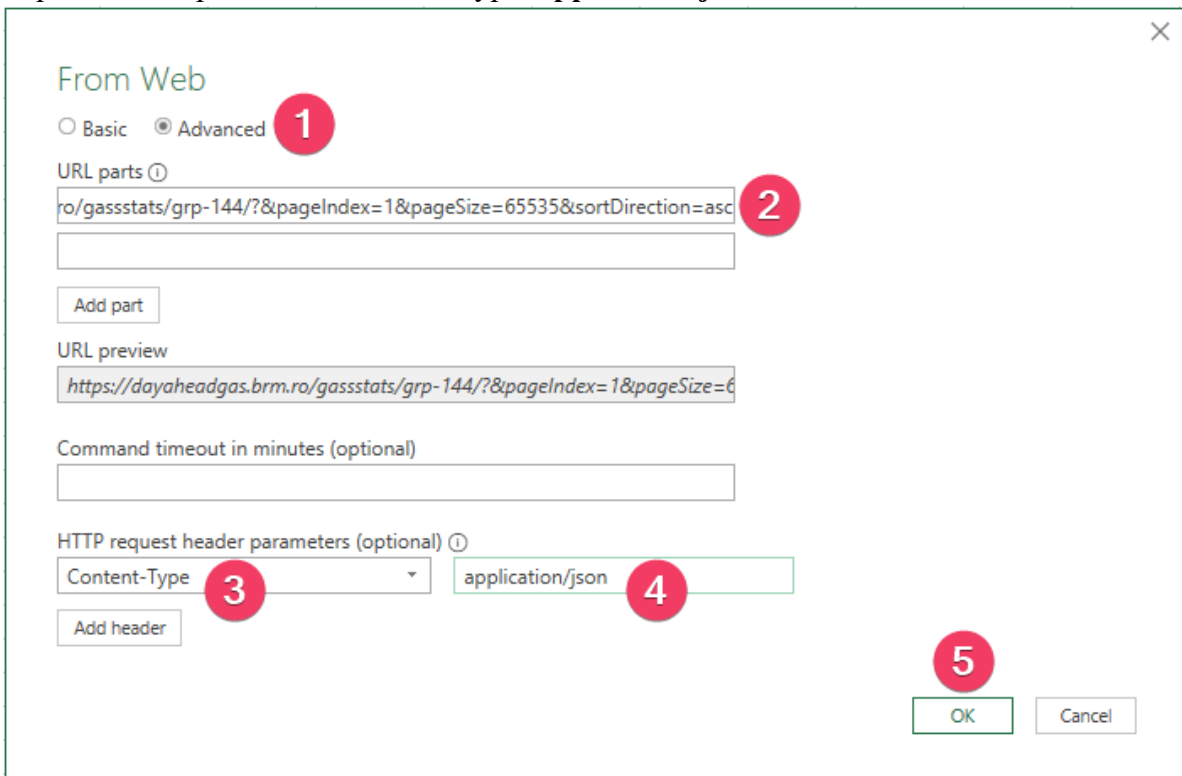 From Web
Basic Advanced 1
URL parts
ro/gassstats/grp-144/?&pageIndex=1&pageSize=65535&sortDirection=asc 2
Add part
URL preview
https://dayaheadgas.brm.ro/gassstats/grp-144/?&pageIndex=1&pageSize=6
Command timeout in minutes (optional)
HTTP request header parameters (optional)
Content-Type 3 application/json 4
Add header
5
OK Cancel